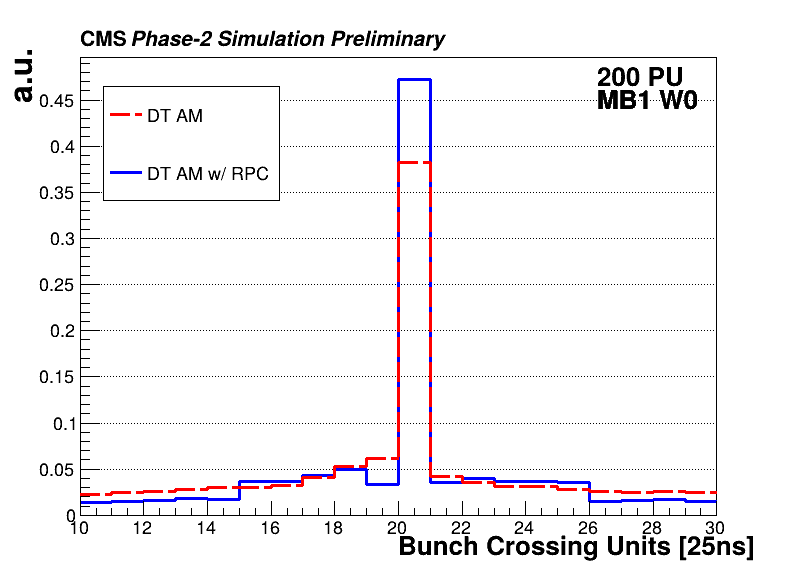 CMS Phase-2 Simulation Preliminary
a.u.
200 PU
MB1 W0
DT AM
DT AM w/ RPC
0.45
0.4
0.35
0.3
0.25
0.2
0.15
0.1
0.05
0
10 12 14 16 18 20 22 24 26 28 30
Bunch Crossing Units [25ns]